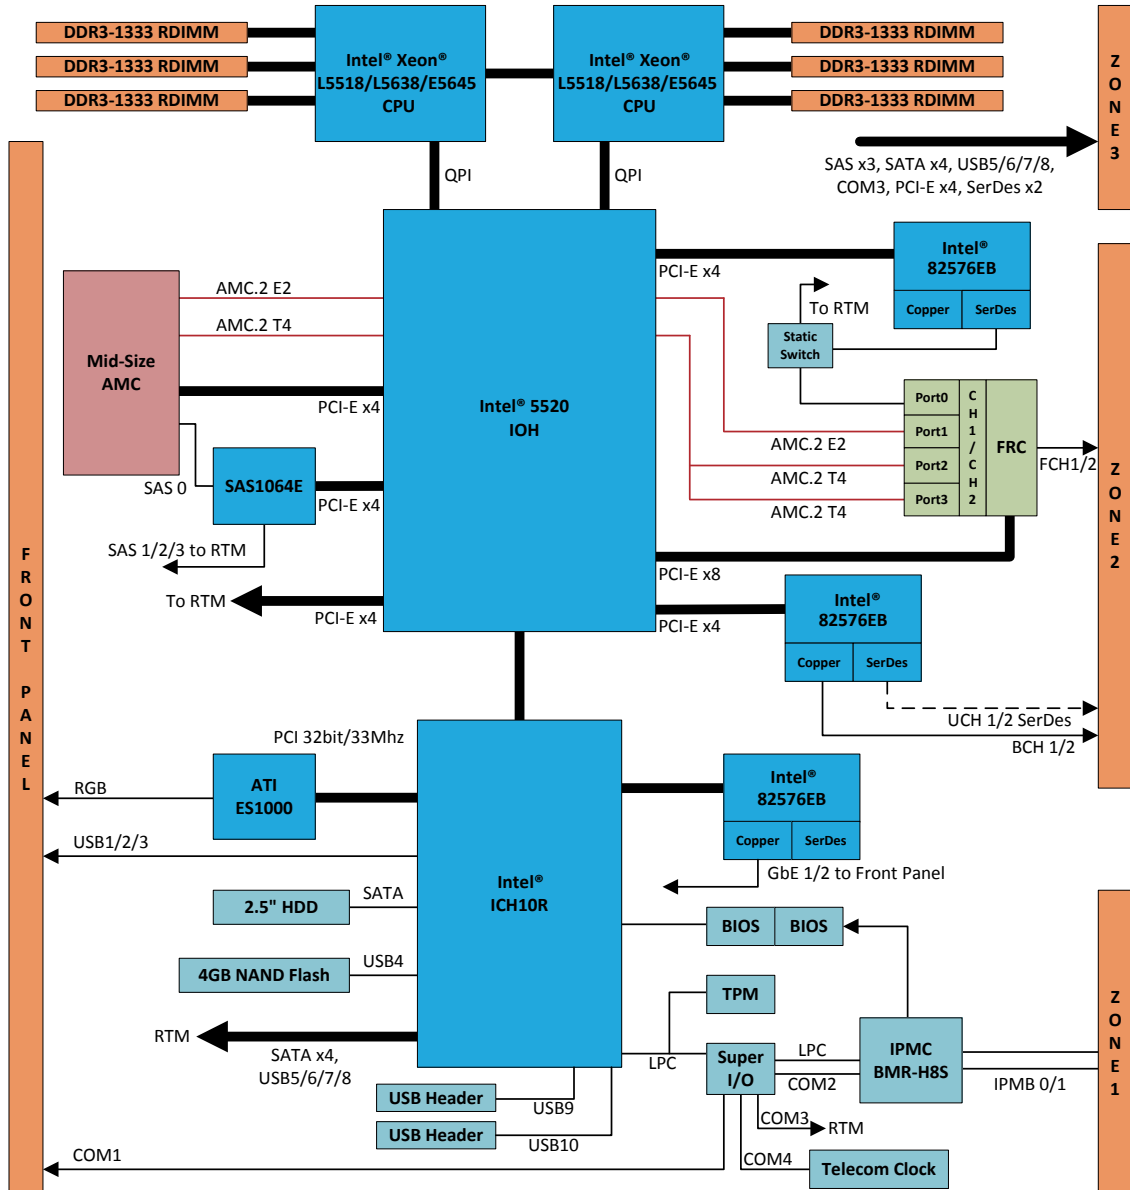 DDR3-1333 RDIMM
DDR3-1333 RDIMM
DDR3-1333 RDIMM
Intel® Xeon®
L5518/L5638/E5645
CPU
Intel® Xeon®
L5518/L5638/E5645
CPU
DDR3-1333 RDIMM
DDR3-1333 RDIMM
DDR3-1333 RDIMM
ZONE3
SAS x3, SATA x4, USB5/6/7/8,
COM3, PCI-E x4, SerDes x2
QPI
QPI
FRONT PANEL
Mid-Size
AMC
AMC.2 E2
AMC.2 T4
PCI-E x4
SAS 0
SAS1064E
PCI-E x4
SAS 1/2/3 to RTM
To RTM
PCI-E x4
Intel® 5520
IOH
PCI-E x4
Intel®
82576EB
Copper
SerDes
To RTM
Static
Switch
Port0
Port1
Port2
Port3
CH1/CH2
FRC
FCH1/2
AMC.2 E2
AMC.2 T4
AMC.2 T4
PCI-E x8
PCI-E x4
Intel®
82576EB
Copper
SerDes
UCH 1/2 SerDes
BCH 1/2
ZONE2
PCI 32bit/33Mhz
ATI
ES1000
RGB
USB1/2/3
2.5" HDD
SATA
4GB NAND Flash
USB4
RTM
SATA x4,
USB5/6/7/8
Intel®
ICH10R
Intel®
82576EB
Copper
SerDes
GbE 1/2 to Front Panel
BIOS
BIOS
TPM
LPC
Super
I/O
LPC
COM2
IPMC
BMR-H8S
IPMB 0/1
ZONE1
USB Header
USB9
USB Header
USB10
COM3
RTM
COM4
Telecom Clock
COM1